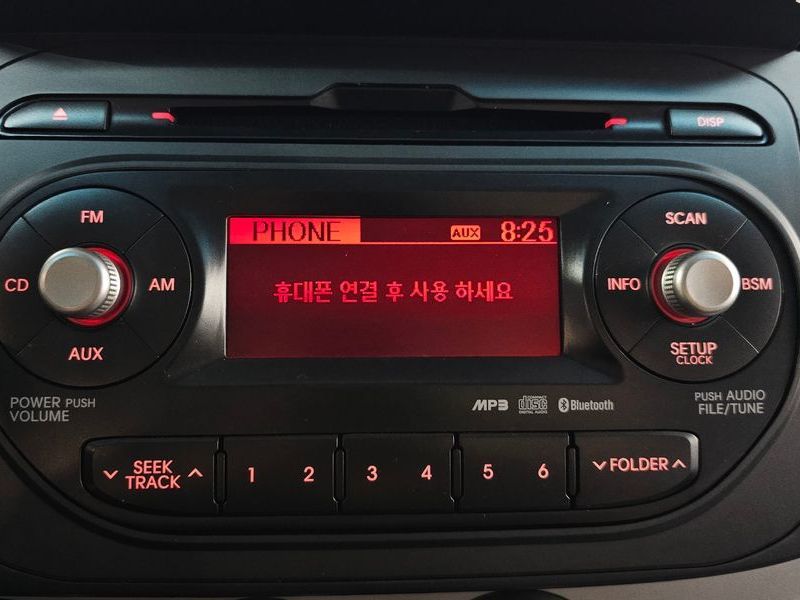 DISP
FM
CD
AM
AUX
POWER PUSH
VOLUME
PHONE AUX 8:25
휴대폰 연결 후 사용 하세요
SCAN
INFO
BSM
SETUP
CLOCK
PUSH AUDIO
FILE/TUNE
MP3 COMPACT disc DIGITAL AUDIO Bluetooth
SEEK
TRACK
1 2 3 4 5 6
FOLDER